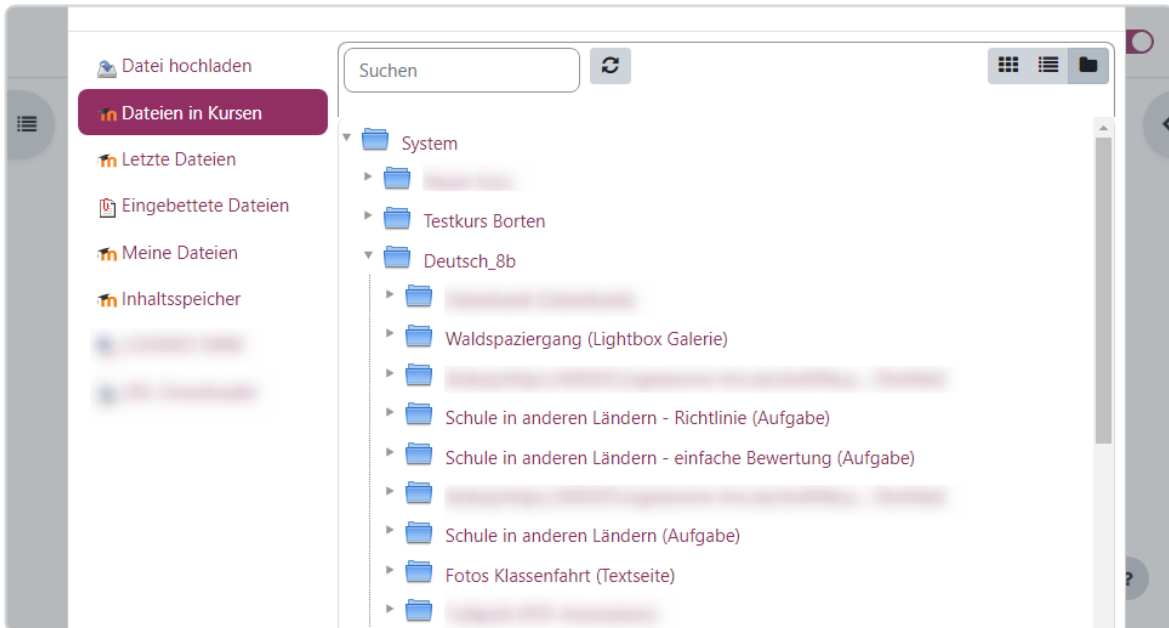 Datei hochladen
Dateien in Kursen
Letzte Dateien
Eingebettete Dateien
Meine Dateien
Inhaltsspeicher
Suchen
System
Testkurs Borten
Deutsch_8b
Waldspaziergang (Lightbox Galerie)
Schule in anderen Ländern - Richtlinie (Aufgabe)
Schule in anderen Ländern - einfache Bewertung (Aufgabe)
Schule in anderen Ländern (Aufgabe)
Fotos Klassenfahrt (Textseite)
?